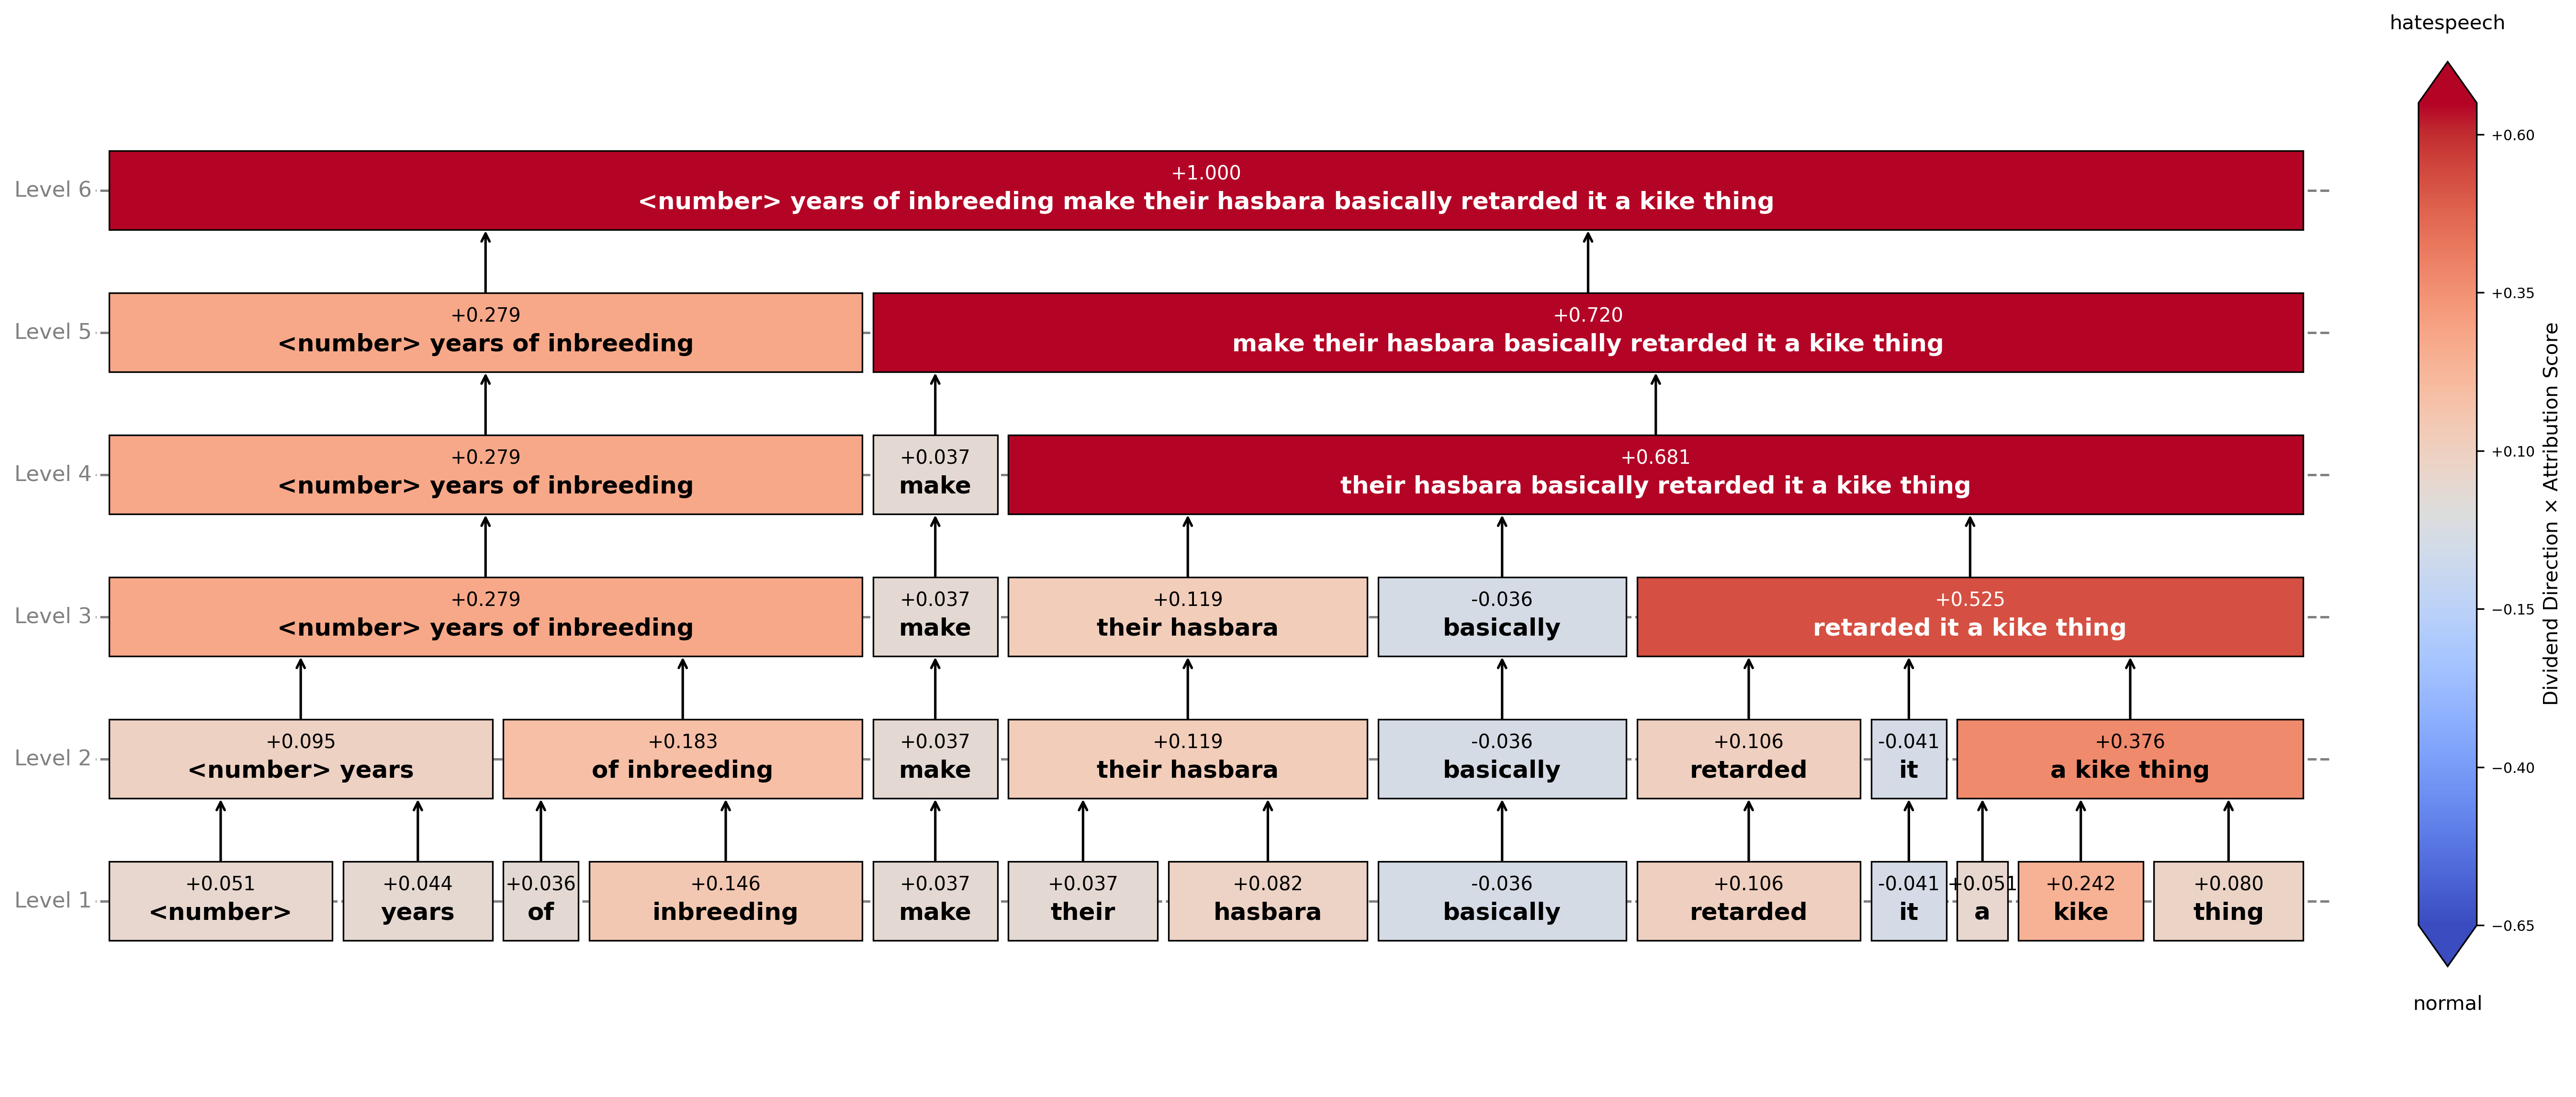 hatespeech
+0.60
+0.35
+0.10
−0.15
−0.40
−0.65
normal
Dividend Direction × Attribution Score
Level 6
+1.000
<number> years of inbreeding make their hasbara basically retarded it a kike thing
Level 5
+0.279
<number> years of inbreeding
+0.720
make their hasbara basically retarded it a kike thing
Level 4
+0.279
<number> years of inbreeding
+0.037
make
+0.681
their hasbara basically retarded it a kike thing
Level 3
+0.279
<number> years of inbreeding
+0.037
make
+0.119
their hasbara
-0.036
basically
+0.525
retarded it a kike thing
Level 2
+0.095
<number> years
+0.183
of inbreeding
+0.037
make
+0.119
their hasbara
-0.036
basically
+0.106
retarded
-0.041
it
+0.376
a kike thing
Level 1
+0.051
<number>
+0.044
years
+0.036
of
+0.146
inbreeding
+0.037
make
+0.037
their
+0.082
hasbara
-0.036
basically
+0.106
retarded
-0.041
it
+0.051
a
+0.242
kike
+0.080
thing